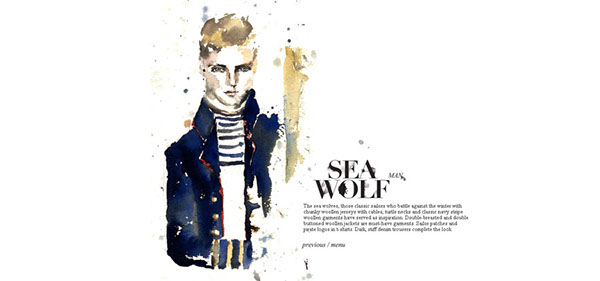 SEA
MAN
WOLF
The sea wolves, those classic sailors who battle against the winter with
chunky woollen jerseys with cables, turtle necks and classic navy stripe
woollen garments have served as inspiration. Double-breasted and double
buttoned woollen jackets are must-have garments. Sailor patches and
pirate logos in t-shirts. Dark, stiff denim trousers complete the look.
previous / menu